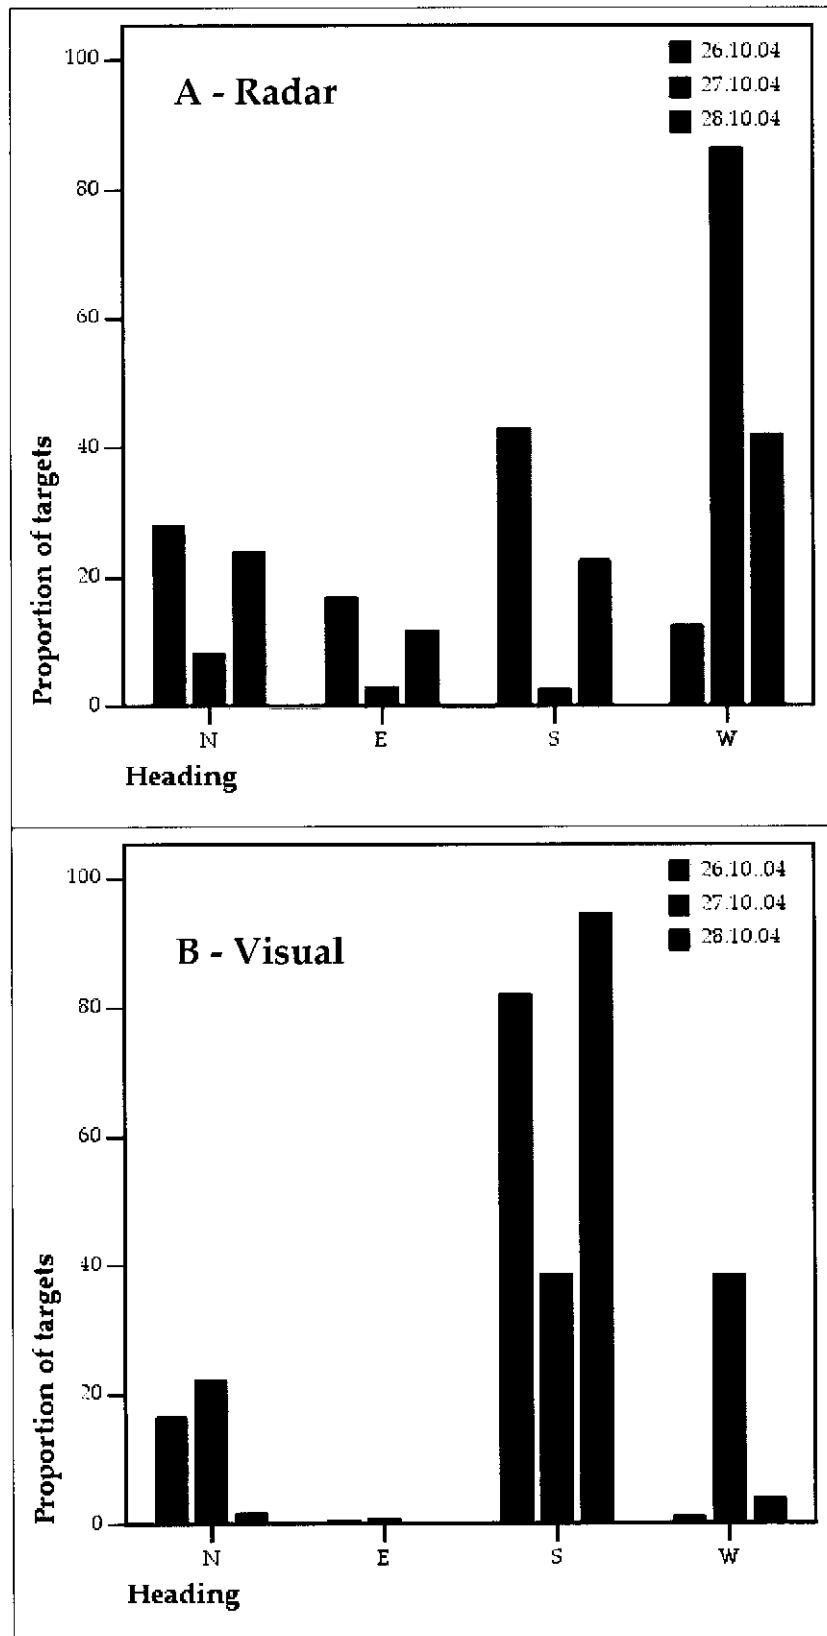 100
80
60
40
20
0
Proportion of targets
A - Radar
26.10.04
27.10.04
28.10.04
N E S W
Heading
100
80
60
40
20
0
Proportion of targets
B - Visual
26.10..04
27.10..04
28.10.04
N E S W
Heading